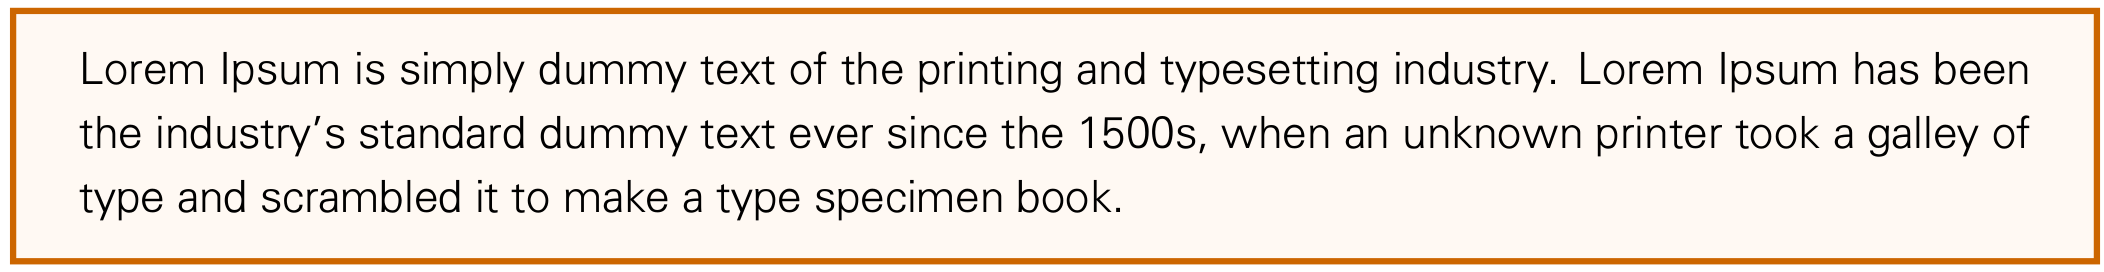 Lorem Ipsum is simply dummy text of the printing and typesetting industry. Lorem Ipsum has been
the industry’s standard dummy text ever since the 1500s, when an unknown printer took a galley of
type and scrambled it to make a type specimen book.